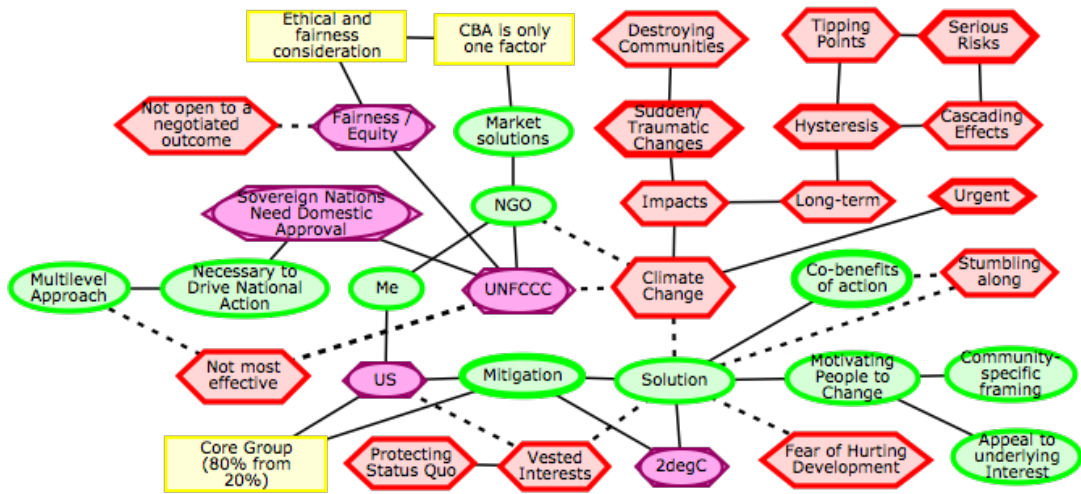 Ethical and
fairness
consideration
CBA is only
one factor
Destroying
Communities
Tipping
Points
Serious
Risks
Not open to a
negotiated
outcome
Fairness /
Equity
Market
solutions
Sudden/
Traumatic
Changes
Hysteresis
Cascading
Effects
Sovereign Nations
Need Domestic
Approval
NGO
Impacts
Long-term
Urgent
Multilevel
Approach
Necessary to
Drive National
Action
Me
UNFCCC
Climate
Change
Co-benefits
of action
Stumbling
along
Not most
effective
US
Mitigation
Solution
Motivating
People to
Change
Community-
specific
framing
Core Group
(80% from
20%)
Protecting
Status Quo
Vested
Interests
2degC
Fear of Hurting
Development
Appeal to
underlying
Interest